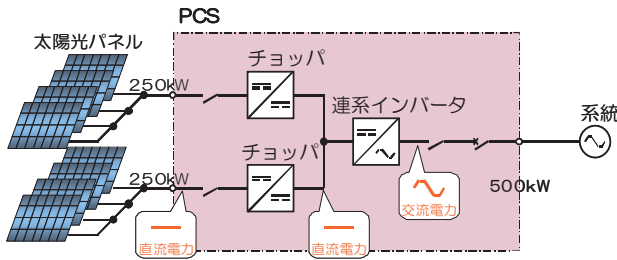 PCS
太陽光パネル
チョッパ
250kW
連系インバータ
系統
チョッパ
250kW
500kW
交流電力
直流電力
直流電力